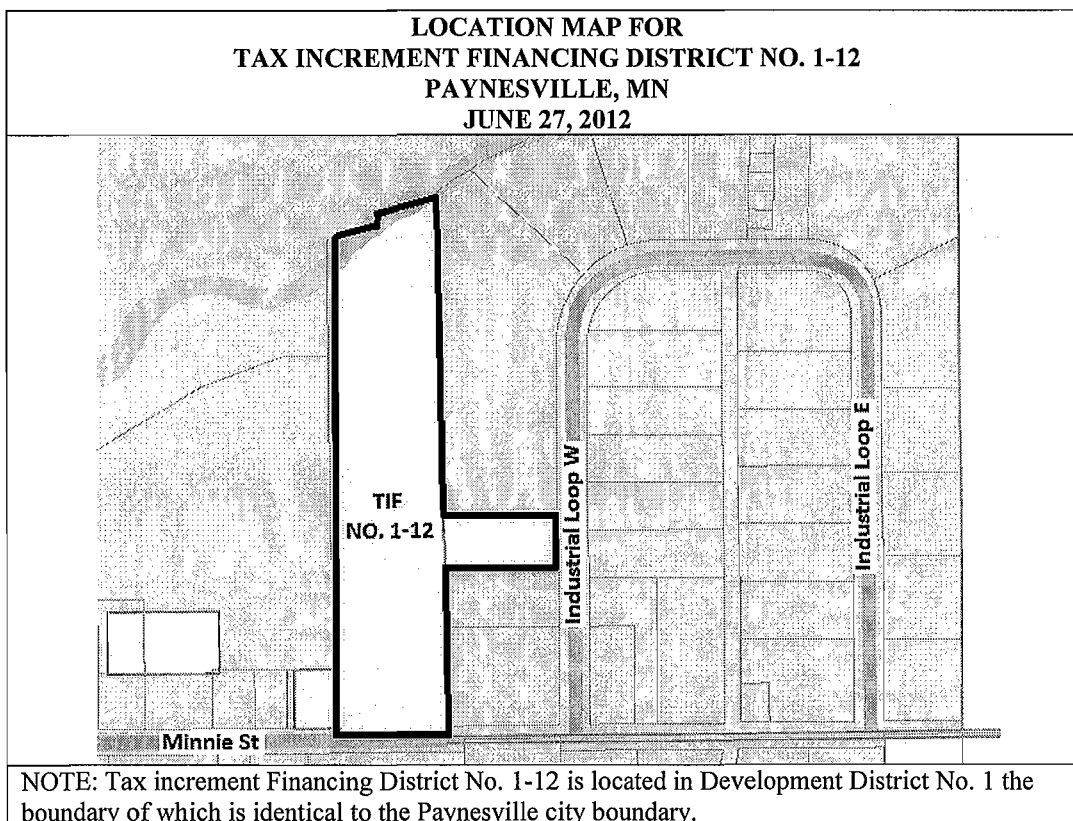 LOCATION MAP FOR
TAX INCREMENT FINANCING DISTRICT NO. 1-12
PAYNESVILLE, MN
JUNE 27, 2012
TIF
NO. 1-12
Industrial Loop W
Industrial Loop E
Minnie St
NOTE: Tax increment Financing District No. 1-12 is located in Development District No. 1 the
boundary of which is identical to the Paynesville city boundary.